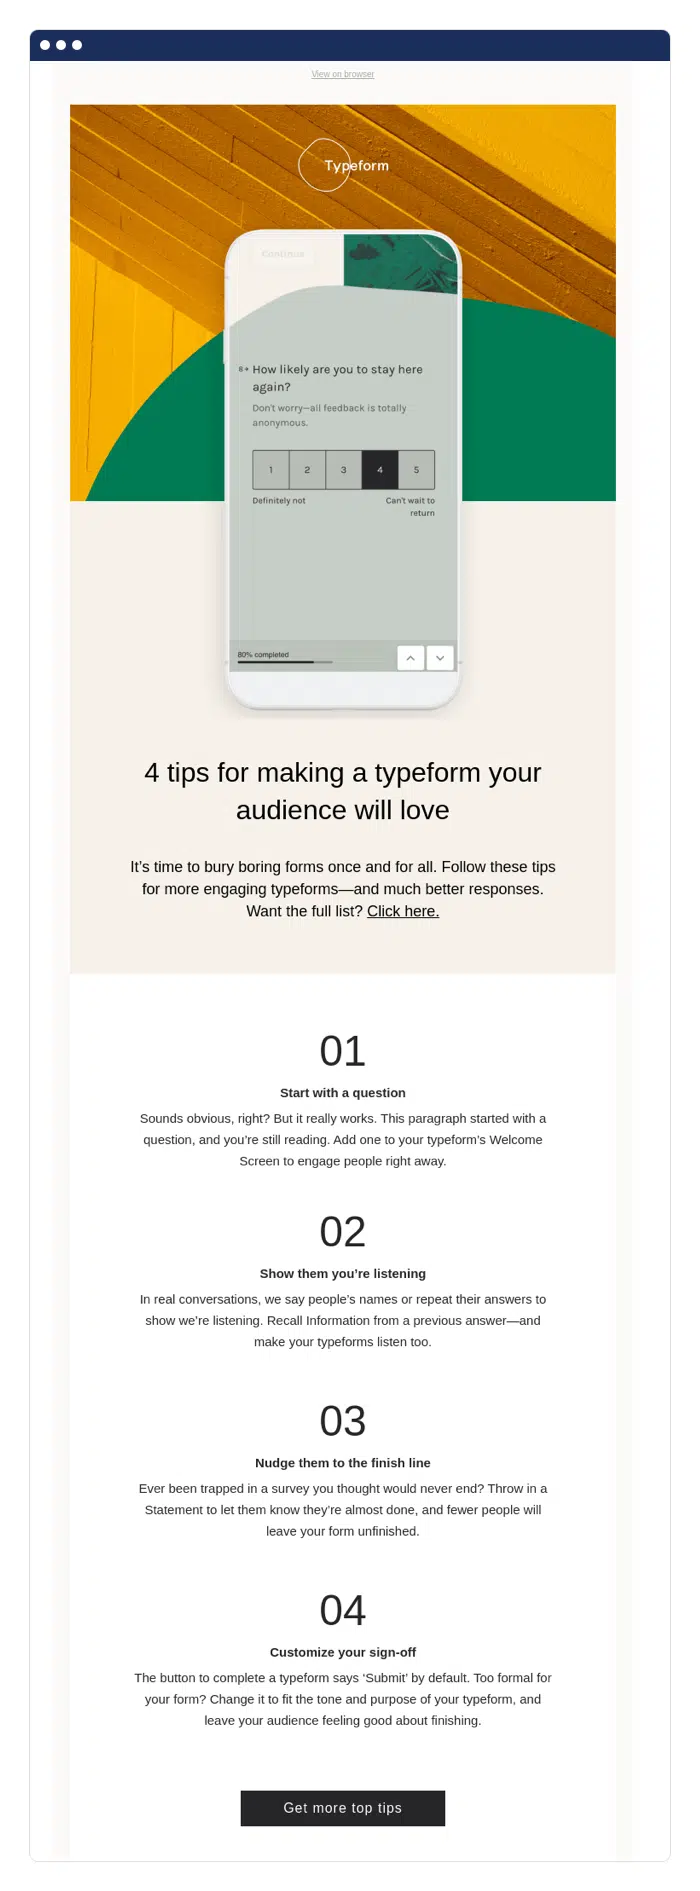 View on browser
Typeform
Continue
8+ How likely are you to stay here
again?
Don't worry—all feedback is totally
anonymous.
1 2 3 4 5
Definitely not Can't wait to
return
80% completed
4 tips for making a typeform your
audience will love
It’s time to bury boring forms once and for all. Follow these tips
for more engaging typeforms—and much better responses.
Want the full list? Click here.
01
Start with a question
Sounds obvious, right? But it really works. This paragraph started with a
question, and you’re still reading. Add one to your typeform’s Welcome
Screen to engage people right away.
02
Show them you’re listening
In real conversations, we say people’s names or repeat their answers to
show we’re listening. Recall Information from a previous answer—and
make your typeforms listen too.
03
Nudge them to the finish line
Ever been trapped in a survey you thought would never end? Throw in a
Statement to let them know they’re almost done, and fewer people will
leave your form unfinished.
04
Customize your sign-off
The button to complete a typeform says ‘Submit’ by default. Too formal for
your form? Change it to fit the tone and purpose of your typeform, and
leave your audience feeling good about finishing.
Get more top tips